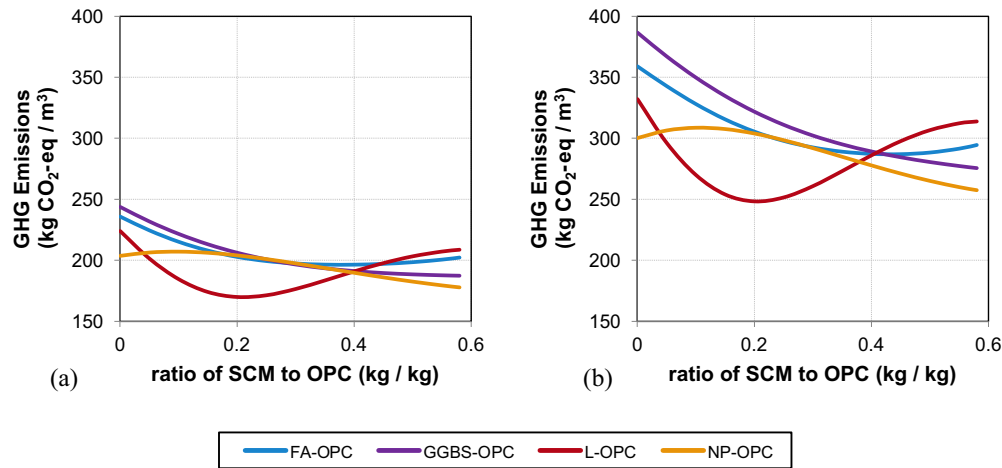 GHG Emissions
(kg CO₂-eq / m³)
400
350
300
250
200
150
0
0.2
0.4
0.6
(a)
ratio of SCM to OPC (kg / kg)
GHG Emissions
(kg CO₂-eq / m³)
400
350
300
250
200
150
0
0.2
0.4
0.6
(b)
ratio of SCM to OPC (kg / kg)
FA-OPC
GGBS-OPC
L-OPC
NP-OPC